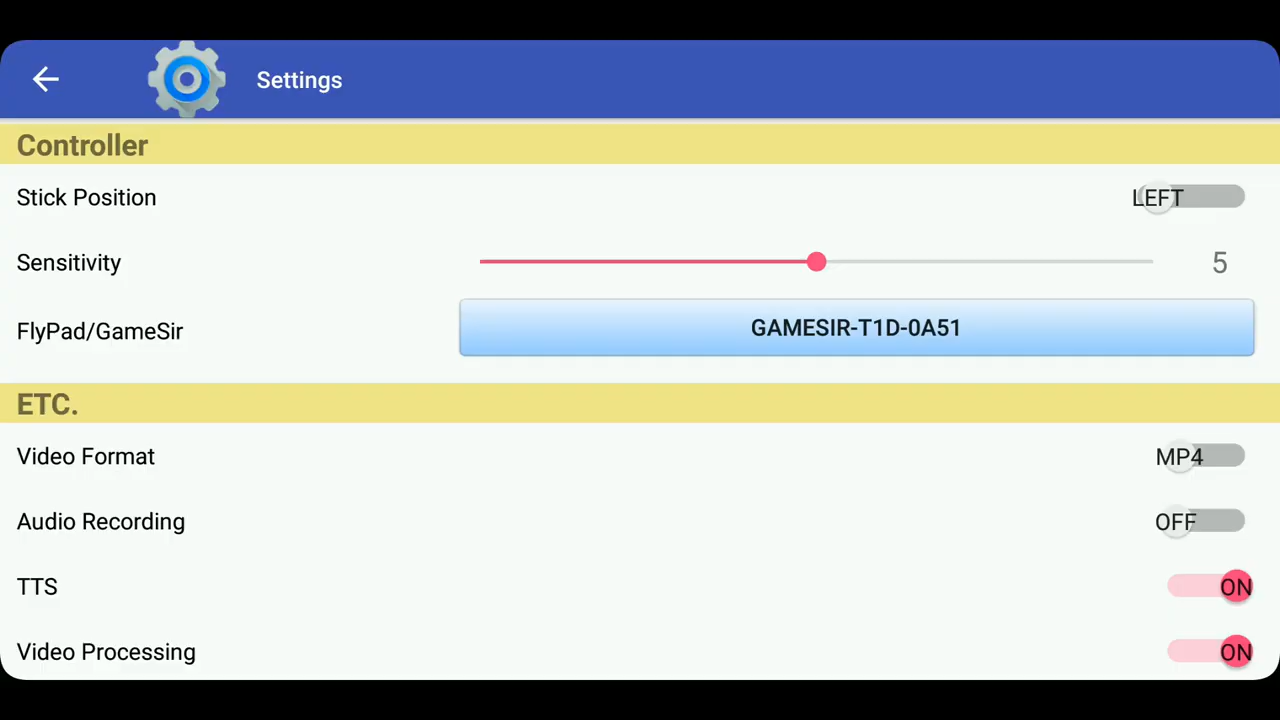 Settings
Controller
Stick Position LEFT
Sensitivity 5
FlyPad/GameSir GAMESIR-T1D-0A51
ETC.
Video Format MP4
Audio Recording OFF
TTS ON
Video Processing ON